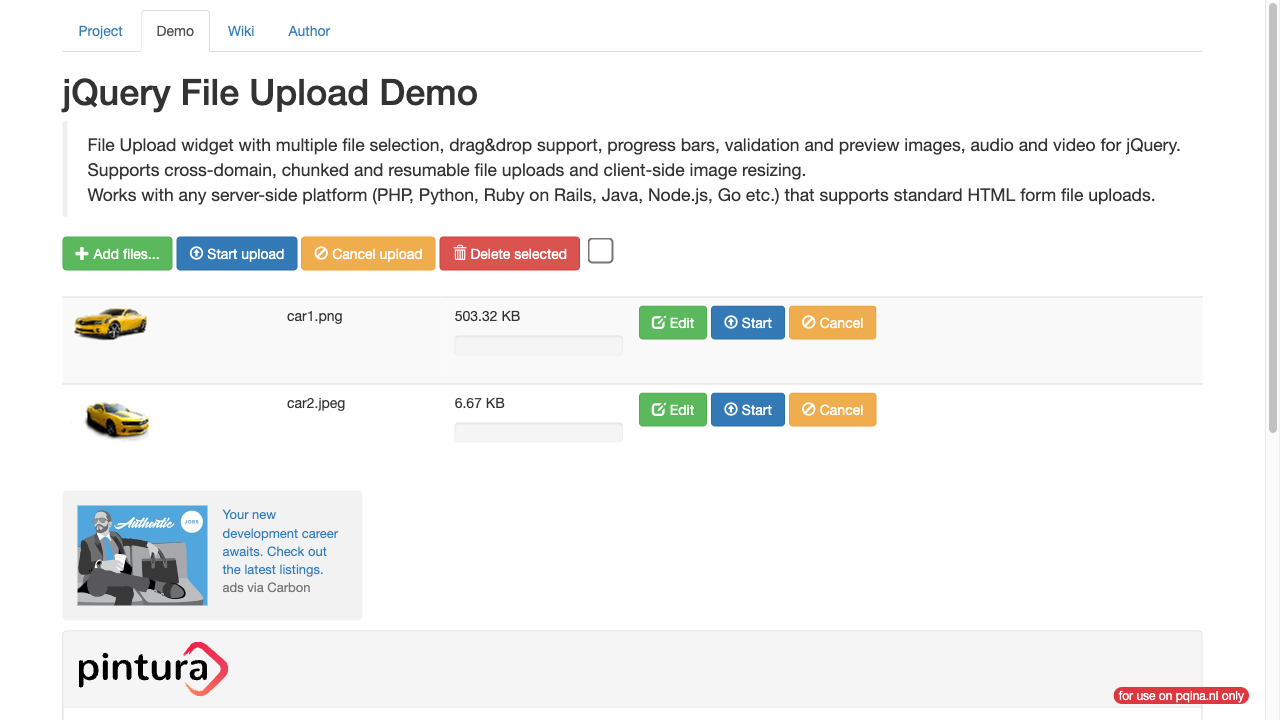 Project Demo Wiki Author
jQuery File Upload Demo
File Upload widget with multiple file selection, drag&drop support, progress bars, validation and preview images, audio and video for jQuery.
Supports cross-domain, chunked and resumable file uploads and client-side image resizing.
Works with any server-side platform (PHP, Python, Ruby on Rails, Java, Node.js, Go etc.) that supports standard HTML form file uploads.
Add files... Start upload Cancel upload Delete selected
car1.png 503.32 KB Edit Start Cancel
car2.jpeg 6.67 KB Edit Start Cancel
Authentic JOBS
Your new
development career
awaits. Check out
the latest listings.
ads via Carbon
pintura
for use on pqina.nl only